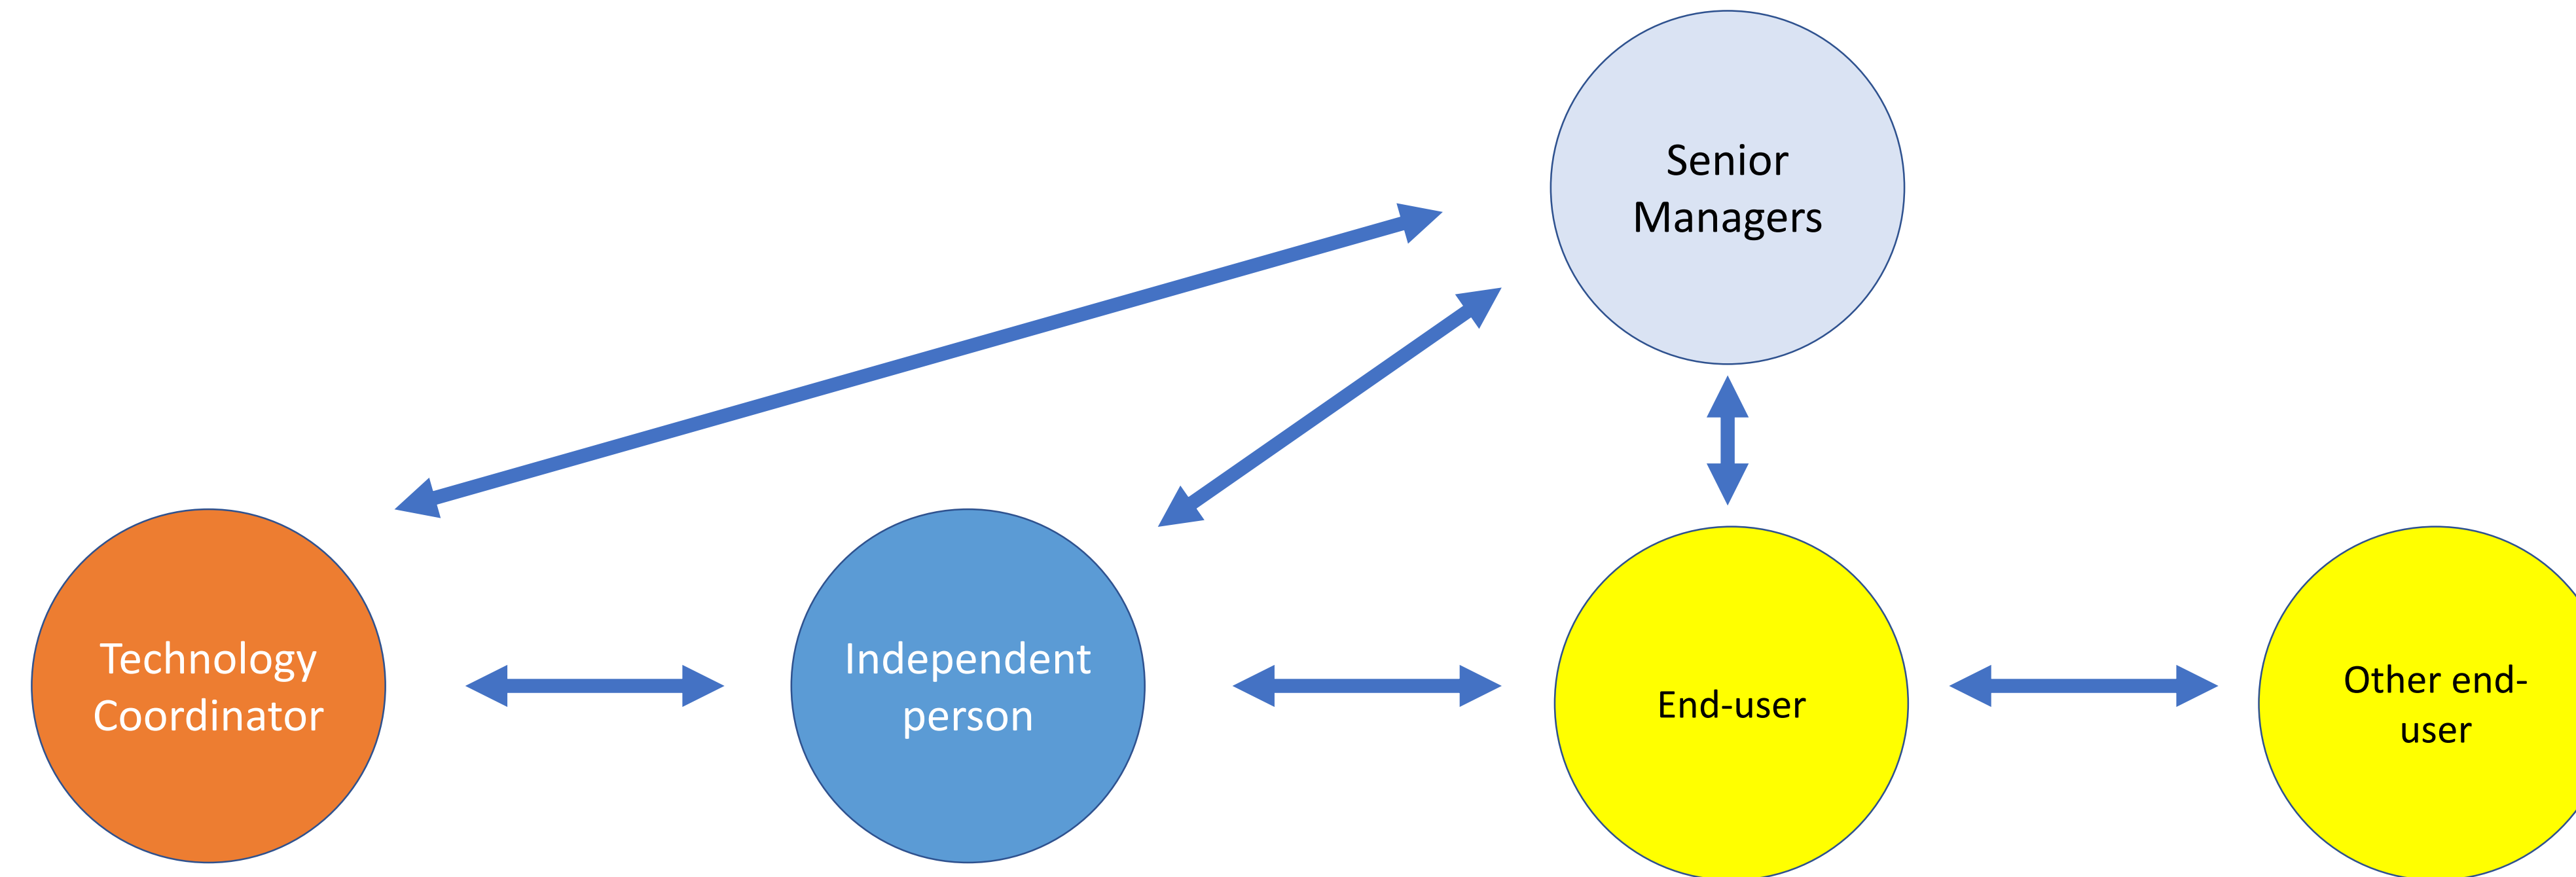 Senior
Managers
Technology
Coordinator
Independent
person
End-user
Other end-
user